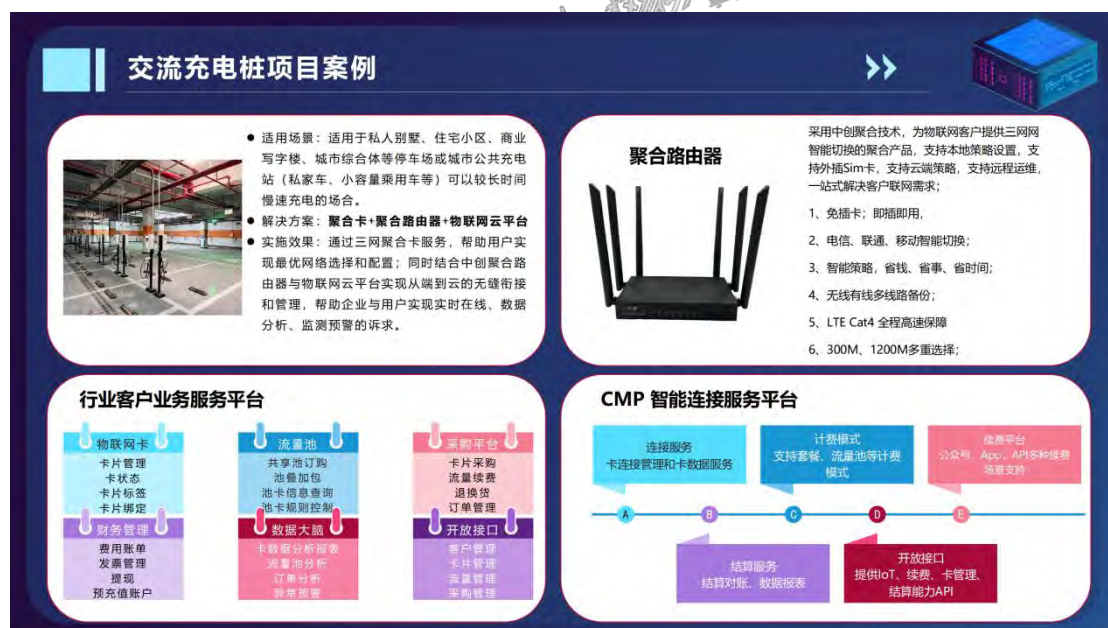 交流充电桩项目案例
● 适用场景：适用于私人别墅、住宅小区、商业
写字楼、城市综合体等停车场或城市公共充电
站（私家车、小容量乘用车等）可以较长时间
慢速充电的场合。
● 解决方案：聚合卡+聚合路由器+物联网云平台
● 实施效果：通过三网聚合卡服务，帮助用户实
现最优网络选择和配置；同时结合中创聚合路
由器与物联网云平台实现从端到云的无缝衔接
和管理，帮助企业与用户实现实时在线、数据
分析、监测预警的诉求。
聚合路由器
采用中创聚合技术，为物联网客户提供三网网
智能切换的聚合产品，支持本地策略设置，支
持外插Sim卡，支持云端策略，支持远程运维，
一站式解决客户联网需求；
1、免插卡；即插即用，
2、电信、联通、移动智能切换；
3、智能策略，省钱、省事、省时间；
4、无线有线多线路备份；
5、LTE Cat4 全程高速保障
6、300M、1200M多重选择；
行业客户业务服务平台
物联网卡
卡片管理
卡状态
卡片标签
卡片绑定
流量池
共享池订购
池叠加包
池卡信息查询
池卡规则控制
采购平台
卡片采购
流量续费
退换货
订单管理
财务管理
费用账单
发票管理
提现
预充值账户
数据大脑
卡数据分析报表
流量池分析
订单分析
异常预警
开放接口
客户管理
卡片管理
流量管理
采购管理
CMP 智能连接服务平台
连接服务
卡连接管理和卡数据服务
计费模式
支持套餐、流量池等计费
模式
续费平台
公众号、App、API多种续费
场景支持
A
B
C
D
E
结算服务
结算对账、数据报表
开放接口
提供IoT、续费、卡管理、
结算能力API